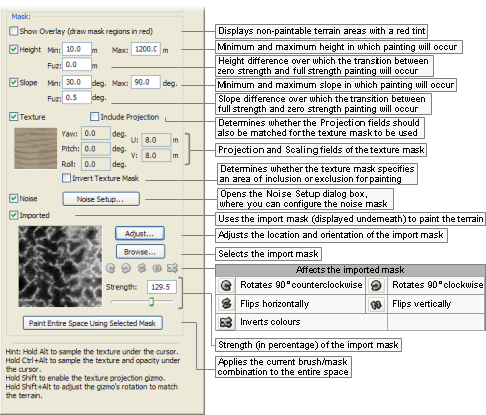 Mask:
Show Overlay (draw mask regions in red)
Displays non-paintable terrain areas with a red tint
Height Min: 10.0 m Max: 1200.0 m
Minimum and maximum height in which painting will occur
Fuz: 0.0 m
Height difference over which the transition between
zero strength and full strength painting will occur
Slope Min: 30.0 deg. Max: 90.0 deg.
Minimum and maximum slope in which painting will occur
Fuz: 0.5 deg.
Slope difference over which the transition between
full strength and zero strength painting will occur
Texture Include Projection
Determines whether the Projection fields should
also be matched for the texture mask to be used
Yaw: 0.0 deg. U: 8.0 m
Pitch: 0.0 deg. V: 8.0 m
Roll: 0.0 deg.
Projection and Scaling fields of the texture mask
Invert Texture Mask
Determines whether the texture mask specifies
an area of inclusion or exclusion for painting
Noise Noise Setup...
Opens the Noise Setup dialog box,
where you can configure the noise mask
Imported
Uses the import mask (displayed underneath) to paint the terrain
Adjust...
Adjusts the location and orientation of the import mask
Browse...
Selects the import mask
Affects the imported mask
Rotates 90°counterclockwise Rotates 90°clockwise
Flips horizontally Flips vertically
Inverts colours
Strength: 129.5
Strength (in percentage) of the import mask
Paint Entire Space Using Selected Mask
Applies the current brush/mask
combination to the entire space
Hint: Hold Alt to sample the texture under the cursor.
Hold Ctrl+Alt to sample the texture and opacity under
the cursor.
Hold Shift to enable the texture projection gizmo.
Hold Shift+Alt to adjust the gizmo's rotation to match
the terrain.